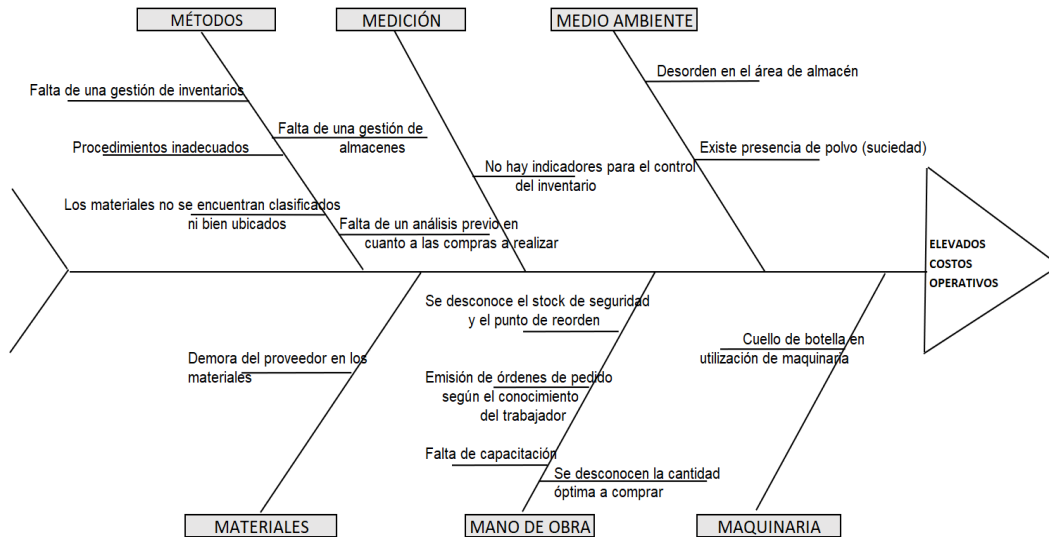 MÉTODOS
MEDICIÓN
MEDIO AMBIENTE
Desorden en el área de almacén
Falta de una gestión de inventarios
Falta de una gestión de
almacenes
Procedimientos inadecuados
Existe presencia de polvo (suciedad)
No hay indicadores para el control
del inventario
Los materiales no se encuentran clasificados
ni bien ubicados
Falta de un análisis previo en
cuanto a las compras a realizar
ELEVADOS
COSTOS
OPERATIVOS
Se desconoce el stock de seguridad
y el punto de reorden
Demora del proveedor en los
materiales
Cuello de botella en
utilización de maquinaria
Emisión de órdenes de pedido
según el conocimiento
del trabajador
Falta de capacitación
Se desconocen la cantidad
óptima a comprar
MATERIALES
MANO DE OBRA
MAQUINARIA